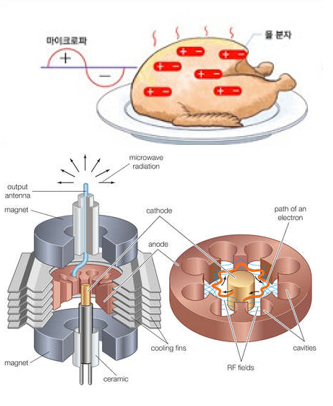 마이크로파
물 분자
+
−
+ −
+ −
+ −
+ −
+ −
+ −
+ −
microwave
radiation
output
antenna
magnet
cathode
path of an
electron
anode
cooling fins
RF fields
cavities
magnet
ceramic